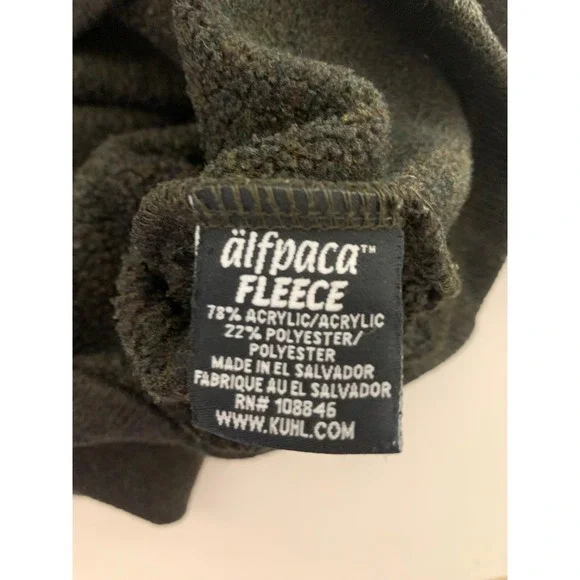 älfpaca™
FLEECE
78% ACRYLIC/ACRYLIC
22% POLYESTER/
POLYESTER
MADE IN EL SALVADOR
FABRIQUE AU EL SALVADOR
RN# 108846
WWW.KUHL.COM